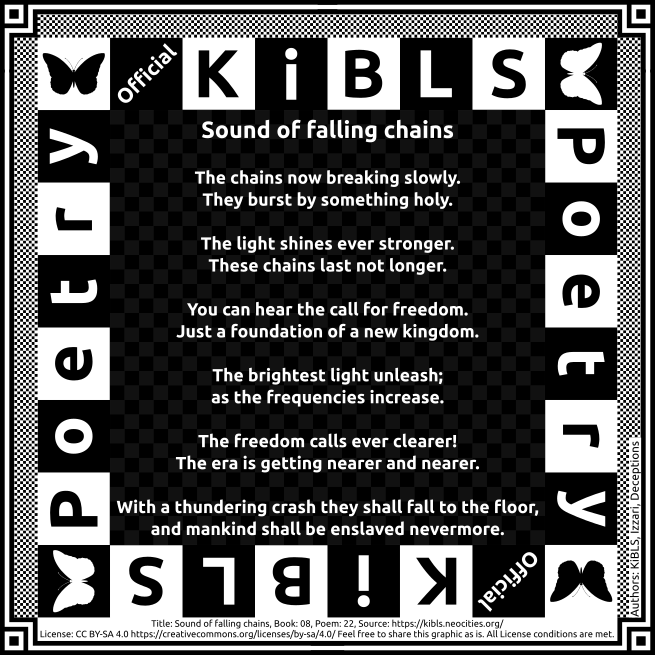 Official KiBLS
Poetry
Poetry
Sound of falling chains
The chains now breaking slowly.
They burst by something holy.
The light shines ever stronger.
These chains last not longer.
You can hear the call for freedom.
Just a foundation of a new kingdom.
The brightest light unleash;
as the frequencies increase.
The freedom calls ever clearer!
The era is getting nearer and nearer.
With a thundering crash they shall fall to the floor,
and mankind shall be enslaved nevermore.
Official KiBLS
Authors: KiBLS, Izzari, Deceptions
Title: Sound of falling chains, Book: 08, Poem: 22, Source: https://kibls.neocities.org/
License: CC BY-SA 4.0 https://creativecommons.org/licenses/by-sa/4.0/ Feel free to share this graphic as is. All License conditions are met.